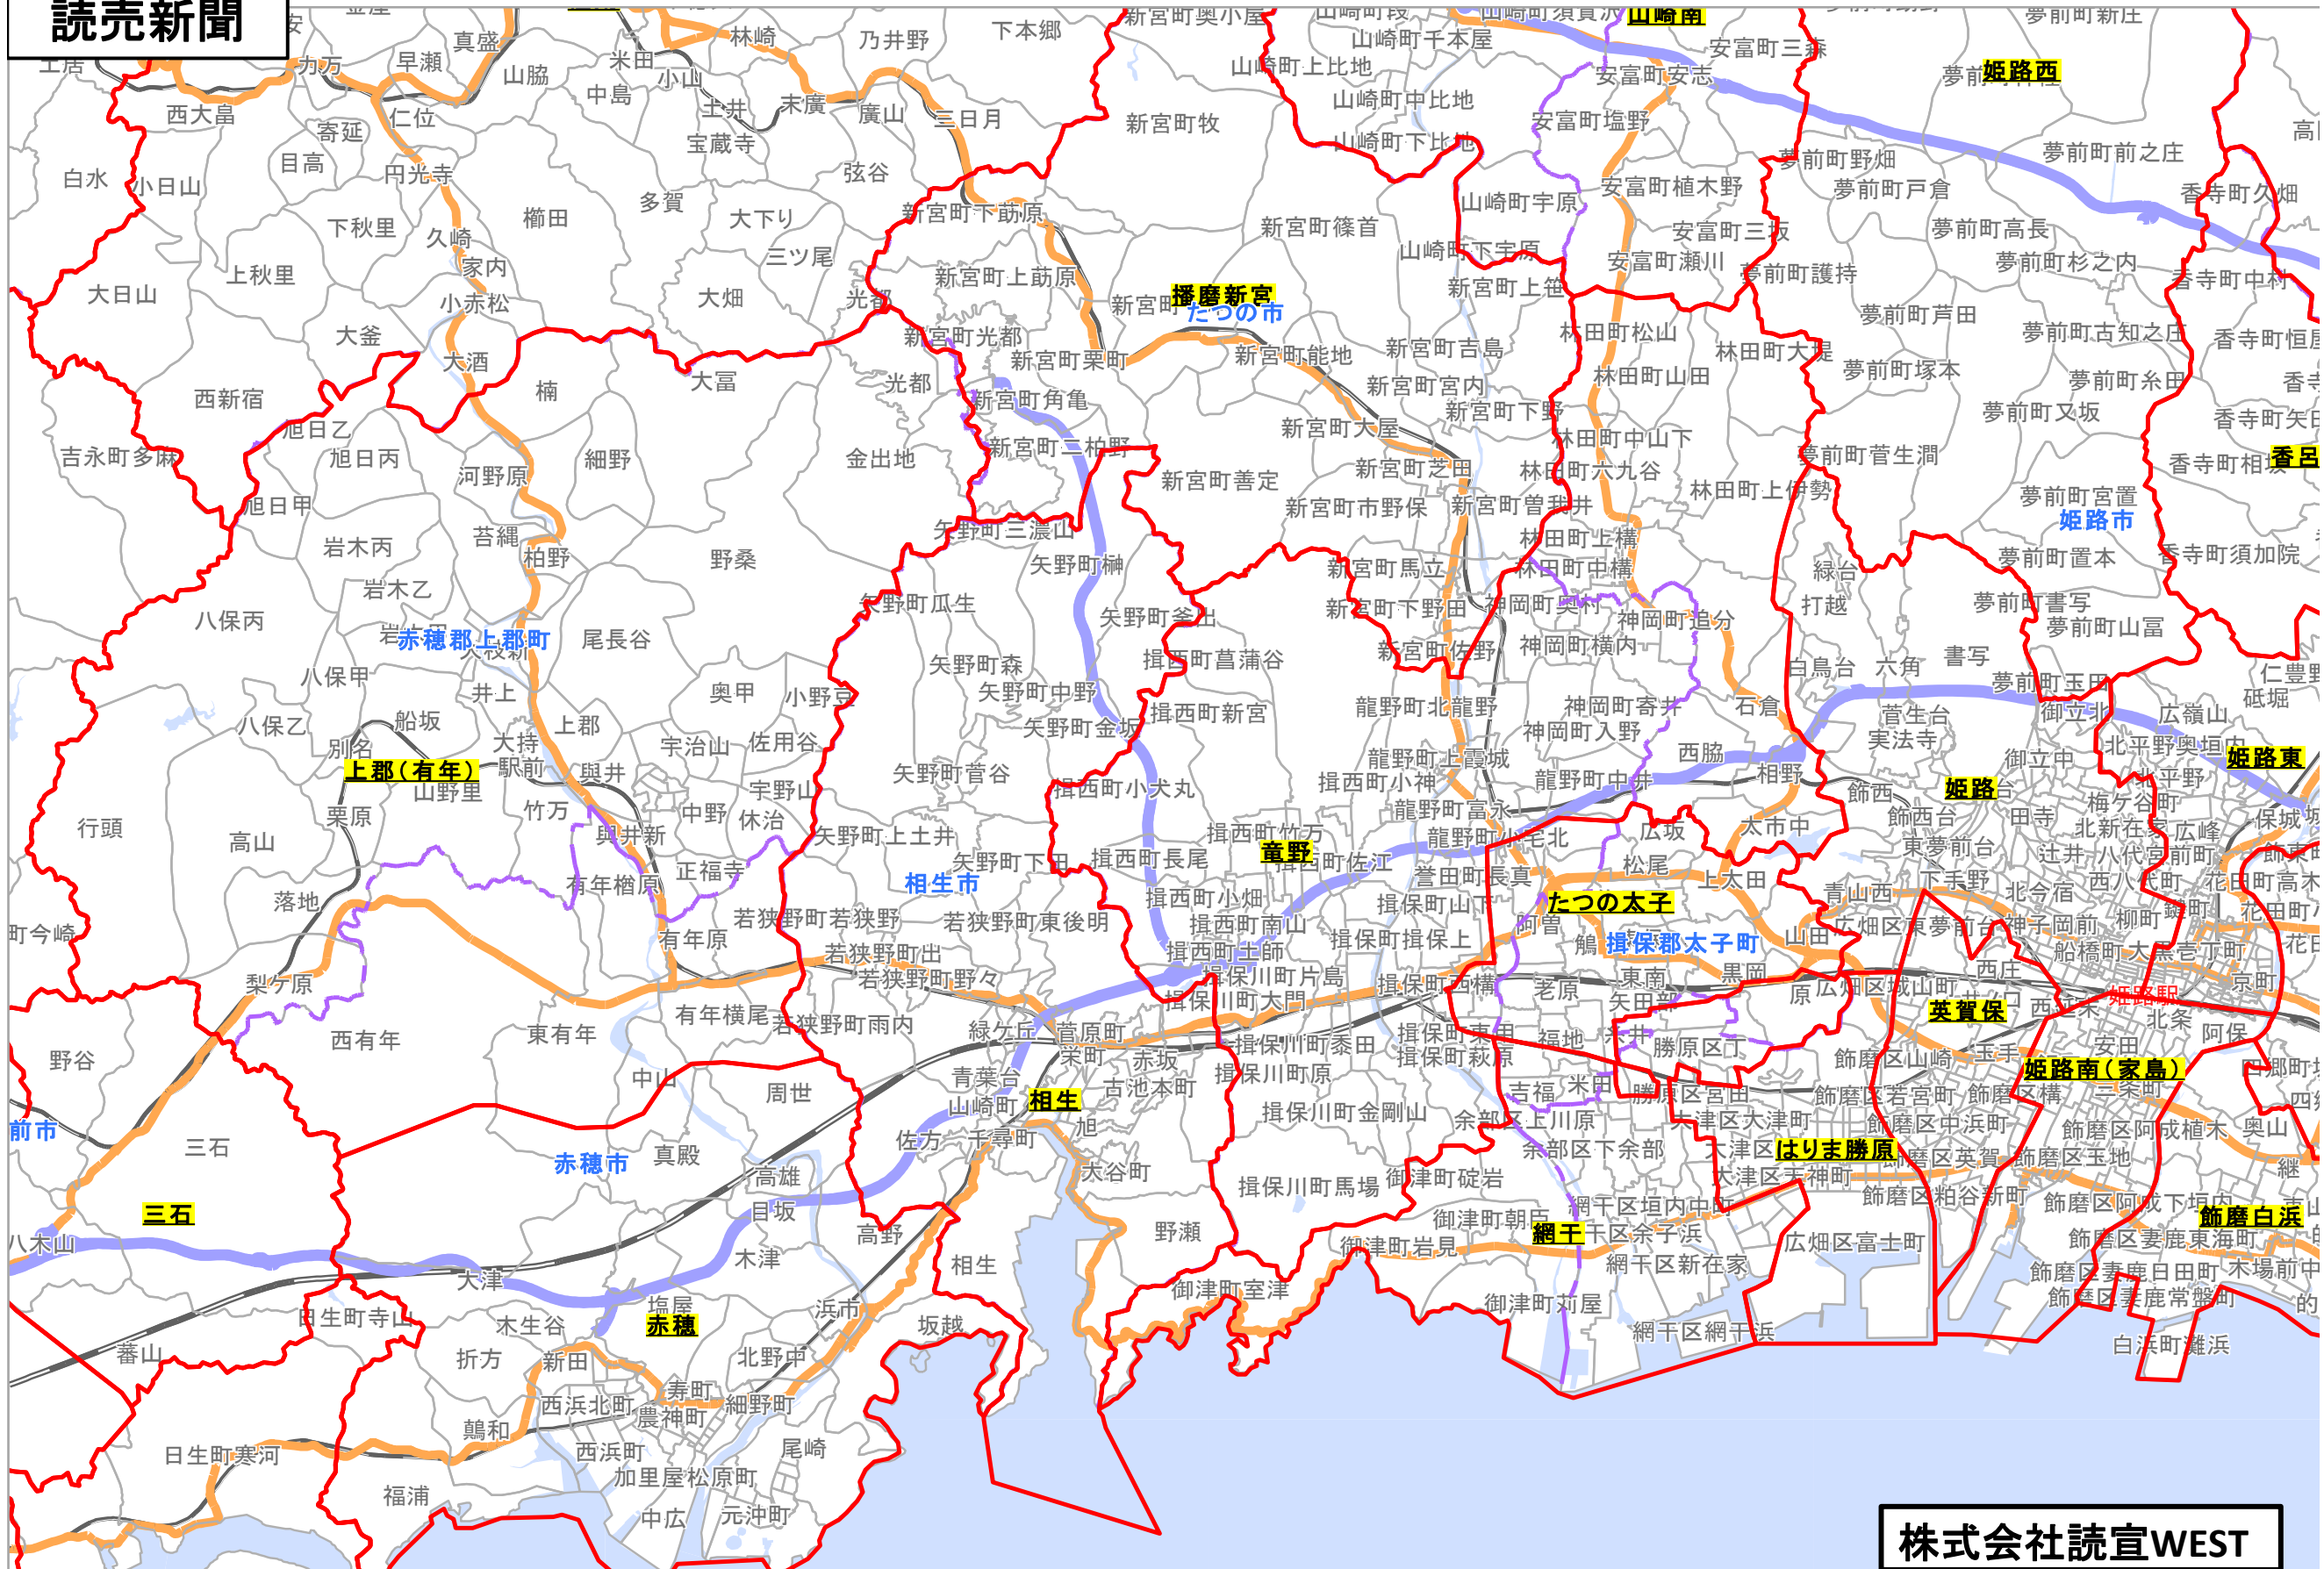 読売新聞
株式会社読宣WEST
播磨新宮
たつの市
山崎南
姫路西
姫路市
香呂
姫路東
姫路
赤穂郡上郡町
上郡(有年)
相生市
竜野
たつの太子
揖保郡太子町
英賀保
姫路駅
姫路南(家島)
相生
はりま勝原
飾磨白浜
網干
三石
赤穂市
赤穂
前市
真盛
早瀬
力万
山脇
米田
小山
中島
土井
林崎
乃井野
下本郷
末廣
廣山
三日月
宝蔵寺
弦谷
西大畠
寄延
仁位
目高
円光寺
白水
小日山
下秋里
久崎
櫛田
多賀
大下り
三ツ尾
家内
上秋里
大日山
小赤松
大畑
光都
大釜
大酒
西新宿
楠
大冨
光都
旭日乙
旭日丙
旭日甲
吉永町多麻
河野原
細野
金出地
苔縄
柏野
岩木丙
岩木乙
野桑
八保丙
尾長谷
八保甲
八保乙
井上
奥甲
小野豆
船坂
別名
大持
駅前
上郡
宇治山
佐用谷
與井
宇野山
山野里
竹万
中野
休治
與井新
栗原
行頭
高山
正福寺
有年楢原
落地
町今崎
有年原
梨ケ原
西有年
東有年
有年横尾
野谷
中山
周世
三石
真殿
高雄
目坂
木津
高野
八木山
大津
塩屋
浜市
日生町寺山
木生谷
蕃山
折方
新田
北野中
坂越
西浜北町
寿町
農神町
細野町
鷏和
西浜町
尾崎
日生町寒河
加里屋
松原町
福浦
中広
元沖町
新宮町奥小屋
新宮町牧
新宮町下莇原
新宮町上莇原
新宮町篠首
新宮町光都
新宮町栗町
新宮町角亀
新宮町二柏野
新宮町能地
新宮町吉島
新宮町宮内
新宮町下野
新宮町大屋
新宮町芝田
新宮町善定
新宮町市野保
新宮町曽我井
新宮町馬立
新宮町下野田
新宮町佐野
新宮町上笹
山崎町段
山崎町須賀沢
山崎町千本屋
山崎町上比地
山崎町中比地
山崎町下比地
山崎町宇原
山崎町下宇原
安富町三森
安富町安志
安富町塩野
安富町植木野
安富町三坂
安富町瀬川
林田町松山
林田町大堤
林田町山田
林田町中山下
林田町六九谷
林田町上伊勢
林田町上構
林田町中構
神岡町奥村
神岡町追分
神岡町横内
神岡町寄井
神岡町入野
夢前町新庄
夢前町前之庄
夢前町野畑
夢前町戸倉
夢前町高長
夢前町杉之内
夢前町護持
夢前町芦田
夢前町古知之庄
夢前町塚本
夢前町糸田
夢前町又坂
夢前町菅生澗
夢前町宮置
夢前町置本
夢前町書写
夢前町山冨
夢前町玉田
香寺町久畑
香寺町中村
香寺町恒屋
香寺町矢田
香寺町相坂
香寺町須加院
緑台
打越
白鳥台
六角
書写
仁豊野
砥堀
菅生台
実法寺
御立北
広嶺山
北平野奥垣内
御立中
北平野
石倉
西脇
相野
飾西
飾西台
田寺
梅ケ谷町
北新在家
広峰
保城
太市中
広坂
松尾
上太田
東夢前台
辻井
八代宮前町
下手野
北今宿
西八代町
花田町高木
青山西
山田
広畑区東夢前台
神子岡前
柳町
鍵町
船橋町
大黒壱丁町
西庄
京町
黒岡
原
広畑区城山町
西延末
北条
阿保
東南
矢田部
老原
糸井
福地
勝原区丁
飾磨区山崎
玉手
安田
三条町
吉福
米田
勝原区宮田
飾磨区若宮町
飾磨区構
大津区大津町
飾磨区中浜町
飾磨区阿成植木
奥山
余部区上川原
余部区下余部
大津区天神町
飾磨区英賀
飾磨区玉地
継
網干区垣内中町
飾磨区粕谷新町
飾磨区阿成下垣内
網干区余子浜
広畑区富士町
飾磨区妻鹿東海町
網干区新在家
飾磨区妻鹿日田町
木場前中
飾磨区妻鹿常盤町
網干区網干浜
白浜町灘浜
御津町碇岩
御津町朝臣
御津町岩見
御津町室津
御津町苅屋
矢野町三濃山
矢野町榊
矢野町瓜生
矢野町釜出
矢野町森
矢野町中野
矢野町金坂
矢野町菅谷
矢野町上土井
矢野町下田
若狭野町若狭野
若狭野町東後明
若狭野町出
若狭野町野々
若狭野町雨内
緑ケ丘
菅原町
栄町
赤坂
青葉台
古池本町
山崎町
旭
佐方
千尋町
大谷町
野瀬
相生
揖西町菖蒲谷
揖西町新宮
揖西町小神
揖西町小犬丸
揖西町竹万
揖西町長尾
揖西町佐江
揖西町小畑
揖西町南山
揖西町土師
龍野町北龍野
龍野町上霞城
龍野町中井
龍野町富永
龍野町小宅北
誉田町長真
揖保町山下
揖保町揖保上
揖保町西構
揖保町東用
揖保町萩原
揖保川町片島
揖保川町大門
揖保川町黍田
揖保川町原
揖保川町金剛山
揖保川町馬場